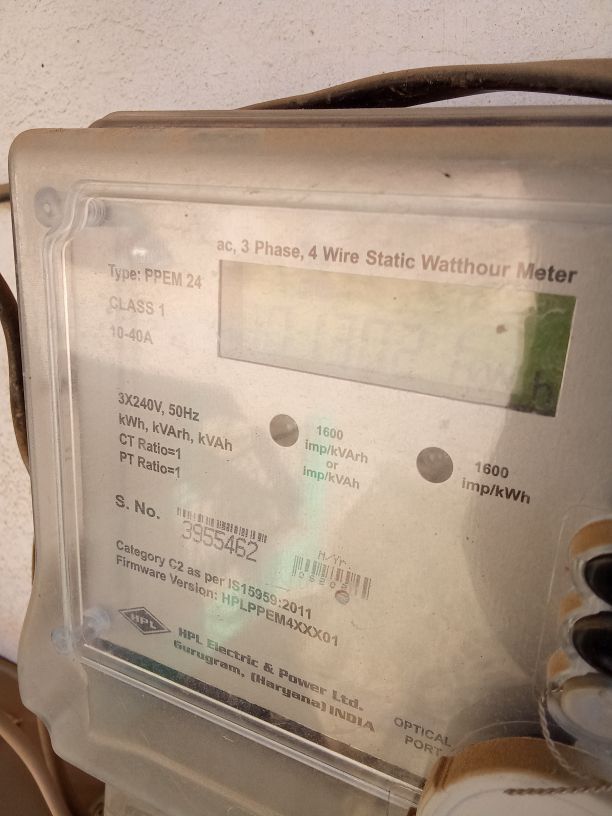 ac, 3 Phase, 4 Wire Static Watthour Meter
Type: PPEM 24
CLASS 1
10-40A
3X240V, 50Hz
kWh, kVArh, kVAh
CT Ratio=1
PT Ratio=1
1600
imp/kVArh
or
imp/kVAh
1600
imp/kWh
S. No.
3955462
M/Yr.
Category C2 as per IS15959:2011
Firmware Version: HPLPPEM4XXX01
HPL
HPL Electric & Power Ltd.
Gurugram, (Hargana) INDIA
OPTICAL
PORT